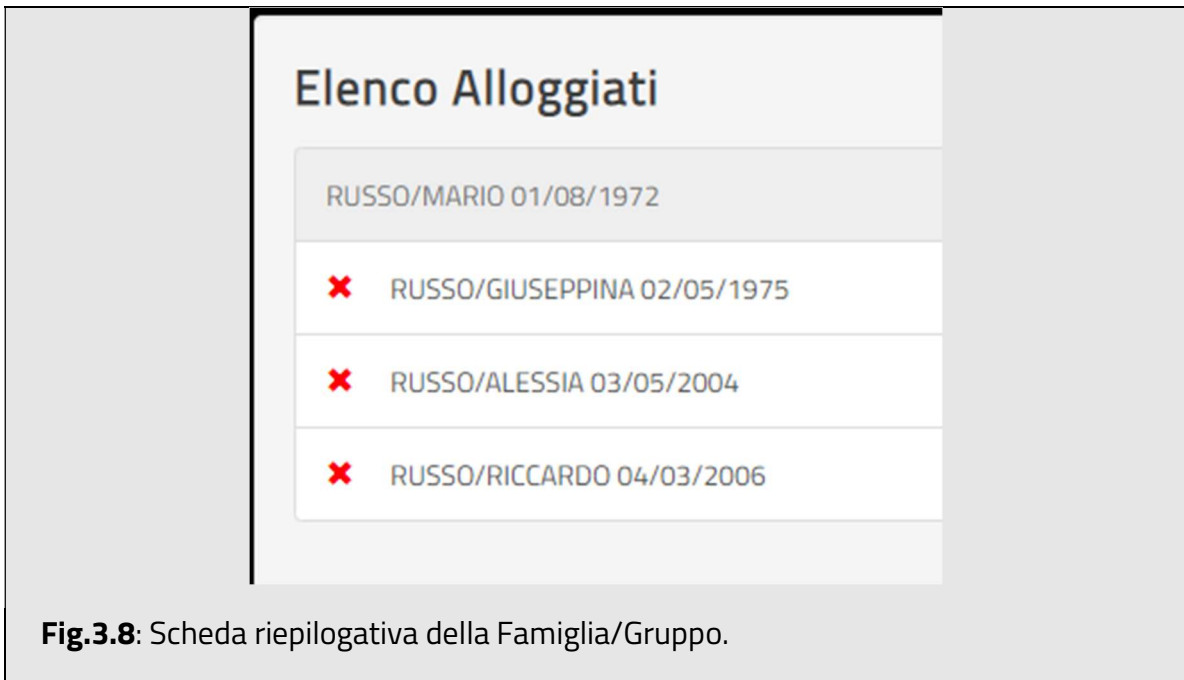 Elenco Alloggiati
RUSSO/MARIO 01/08/1972
RUSSO/GIUSEPPINA 02/05/1975
RUSSO/ALESSIA 03/05/2004
RUSSO/RICCARDO 04/03/2006
Fig.3.8: Scheda riepilogativa della Famiglia/Gruppo.